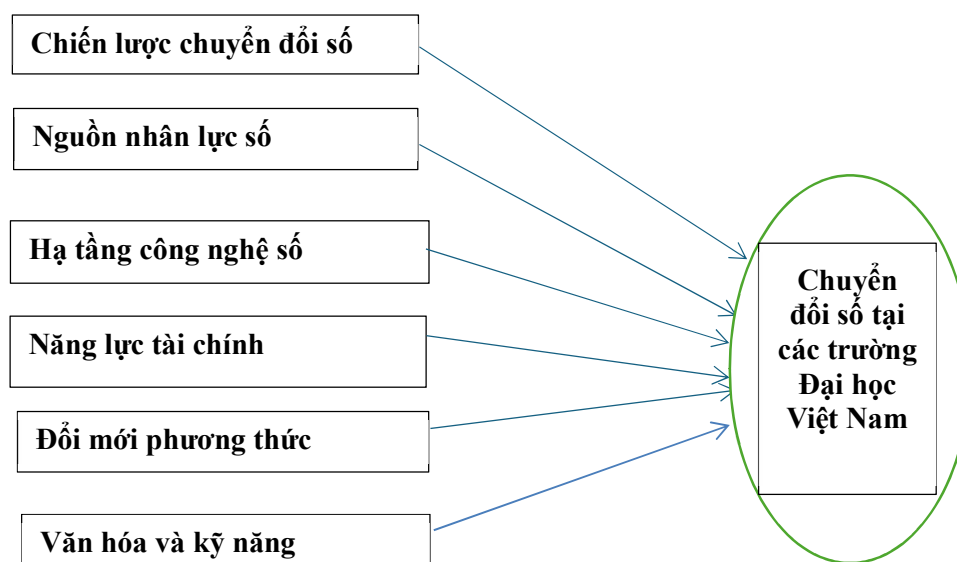 Chiến lược chuyển đổi số
Nguồn nhân lực số
Hạ tầng công nghệ số
Năng lực tài chính
Đổi mới phương thức
Văn hóa và kỹ năng
Chuyển
đổi số tại
các trường
Đại học
Việt Nam